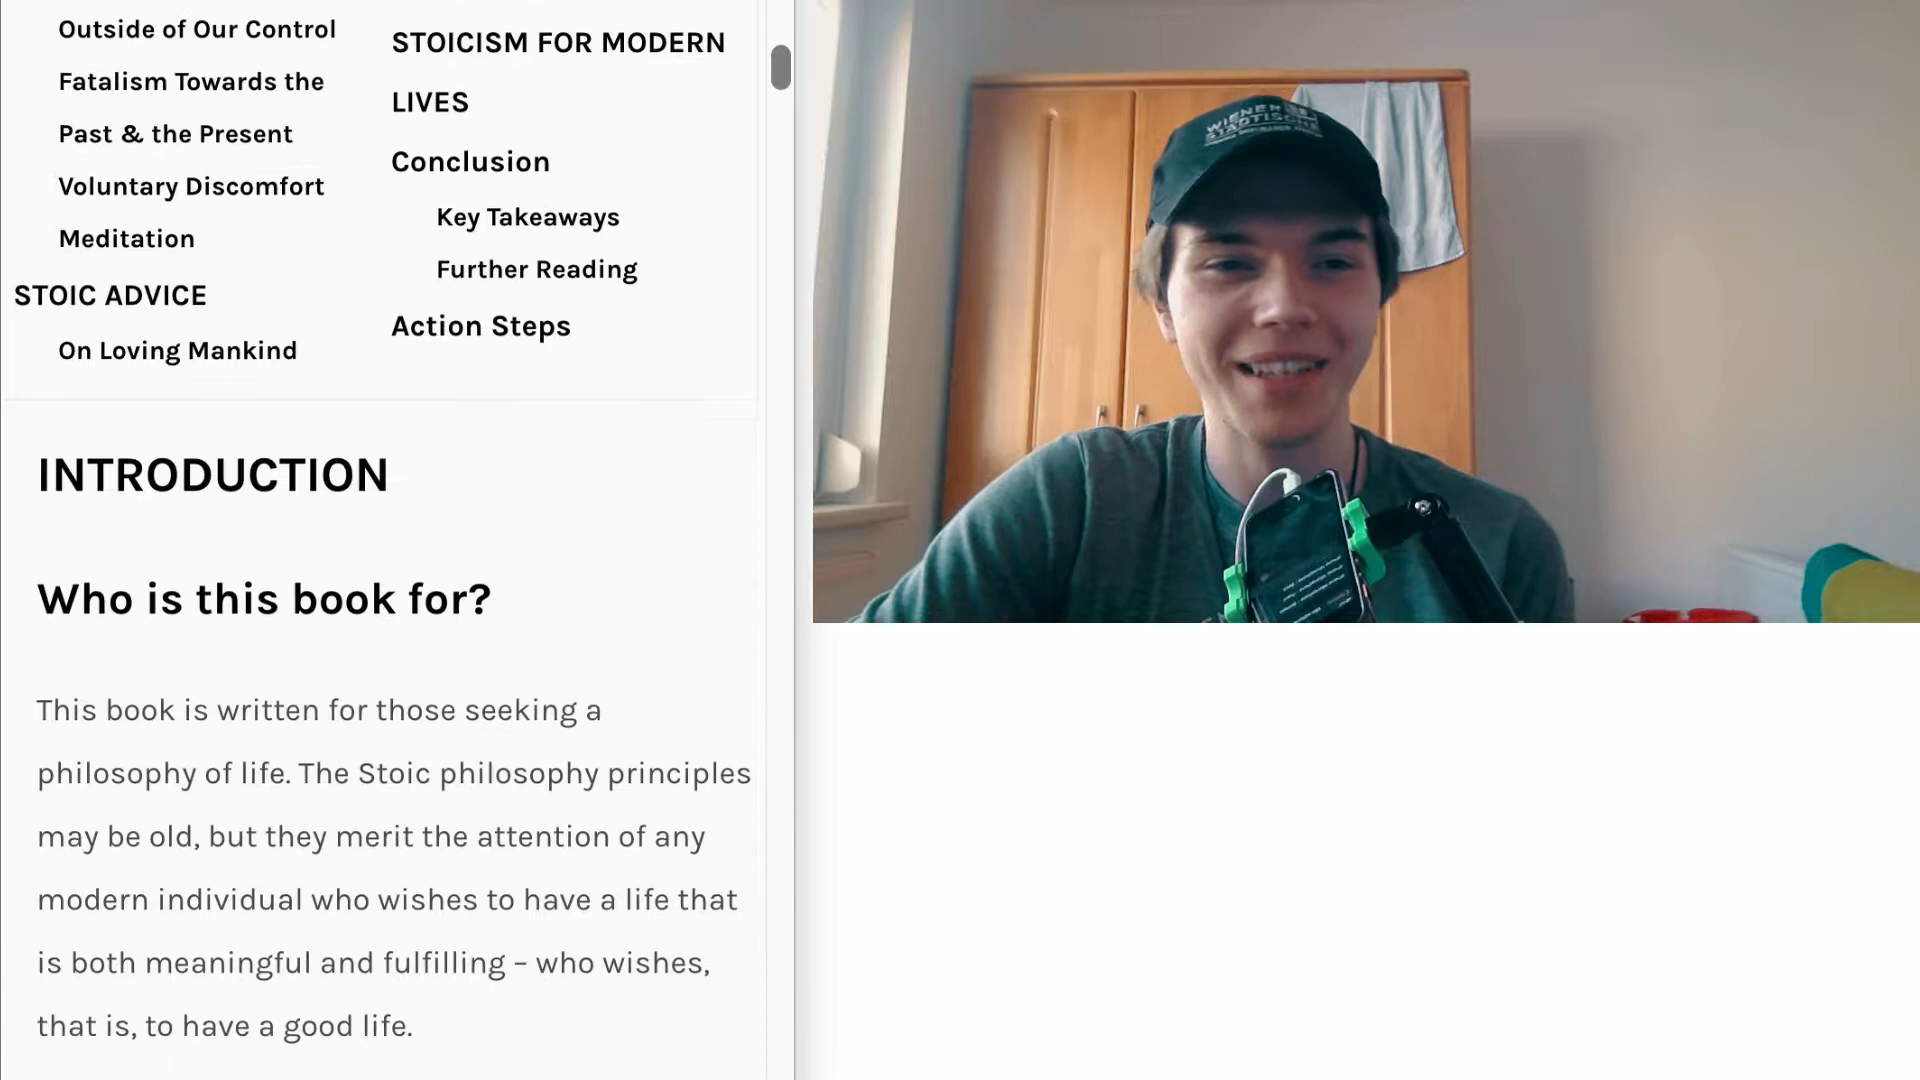 Outside of Our Control
Fatalism Towards the
Past & the Present
Voluntary Discomfort
Meditation
STOIC ADVICE
On Loving Mankind
STOICISM FOR MODERN
LIVES
Conclusion
Key Takeaways
Further Reading
Action Steps
INTRODUCTION
Who is this book for?
This book is written for those seeking a
philosophy of life. The Stoic philosophy principles
may be old, but they merit the attention of any
modern individual who wishes to have a life that
is both meaningful and fulfilling – who wishes,
that is, to have a good life.
WIENER
STÄDTISCHE